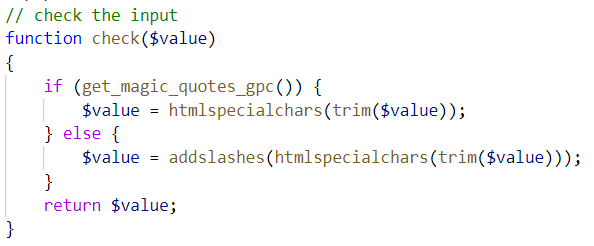 // check the input
function check($value)
{
    if (get_magic_quotes_gpc()) {
        $value = htmlspecialchars(trim($value));
    } else {
        $value = addslashes(htmlspecialchars(trim($value)));
    }
    return $value;
}